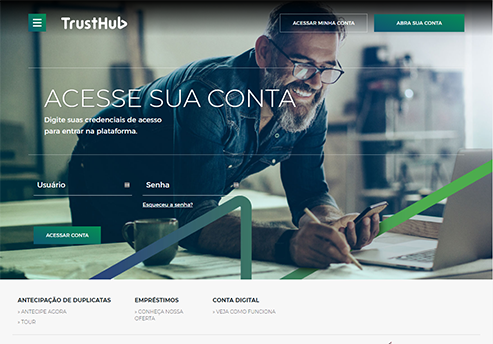 TrustHub
ACESSAR MINHA CONTA
ABRA SUA CONTA
ACESSE SUA CONTA
Digite suas credenciais de acesso
para entrar na plataforma.
Usuário
Senha
Esqueceu a senha?
ACESSAR CONTA
ANTECIPAÇÃO DE DUPLICATAS
» ANTECIPE AGORA
» TOUR
EMPRÉSTIMOS
» CONHEÇA NOSSA
OFERTA
CONTA DIGITAL
» VEJA COMO FUNCIONA